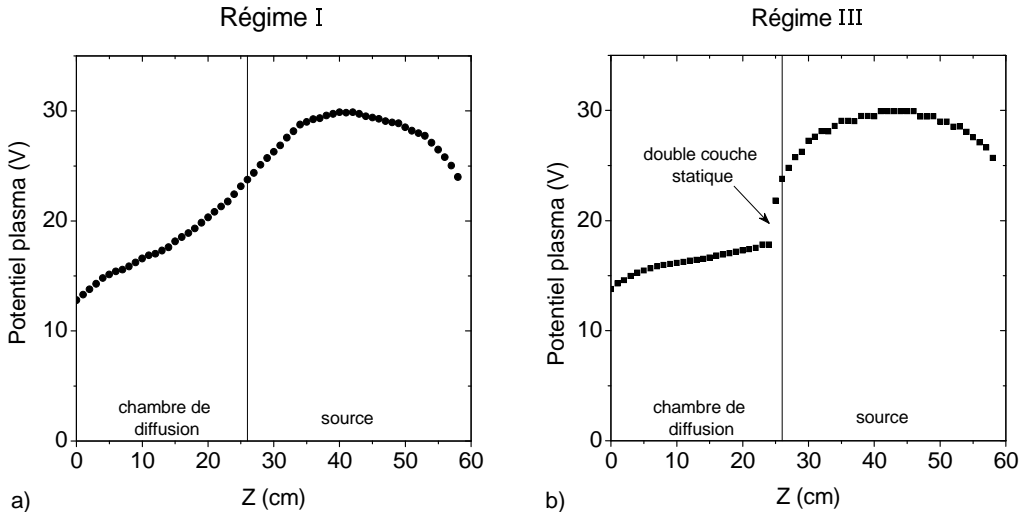 Régime I
Potentiel plasma (V)
30
20
10
0
chambre de
diffusion
source
0
10
20
30
40
50
60
Z (cm)
a)
Régime III
Potentiel plasma (V)
30
20
10
0
double couche
statique
chambre de
diffusion
source
0
10
20
30
40
50
60
Z (cm)
b)